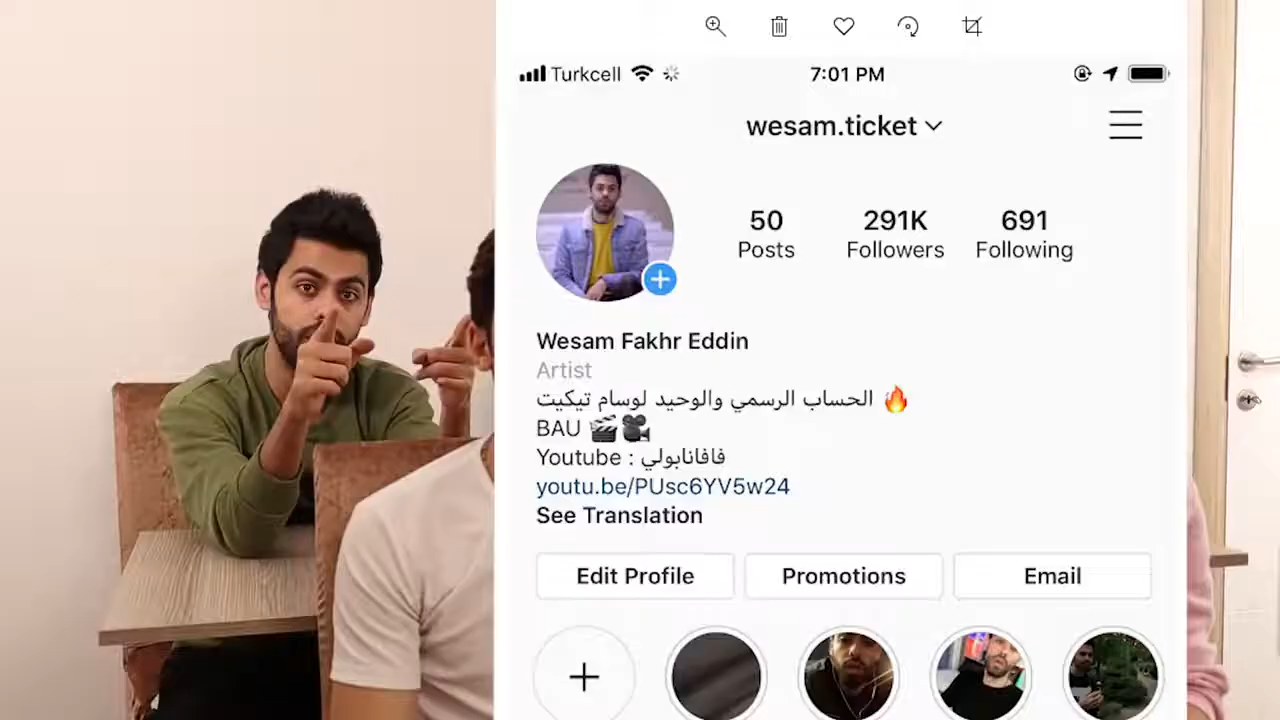 Turkcell 7:01 PM
wesam.ticket
50 291K 691
Posts Followers Following
Wesam Fakhr Eddin
Artist
الحساب الرسمي والوحيد لوسام تيكيت 🔥
BAU 🎬🎥
Youtube : فافانابولي
youtu.be/PUsc6YV5w24
See Translation
Edit Profile Promotions Email